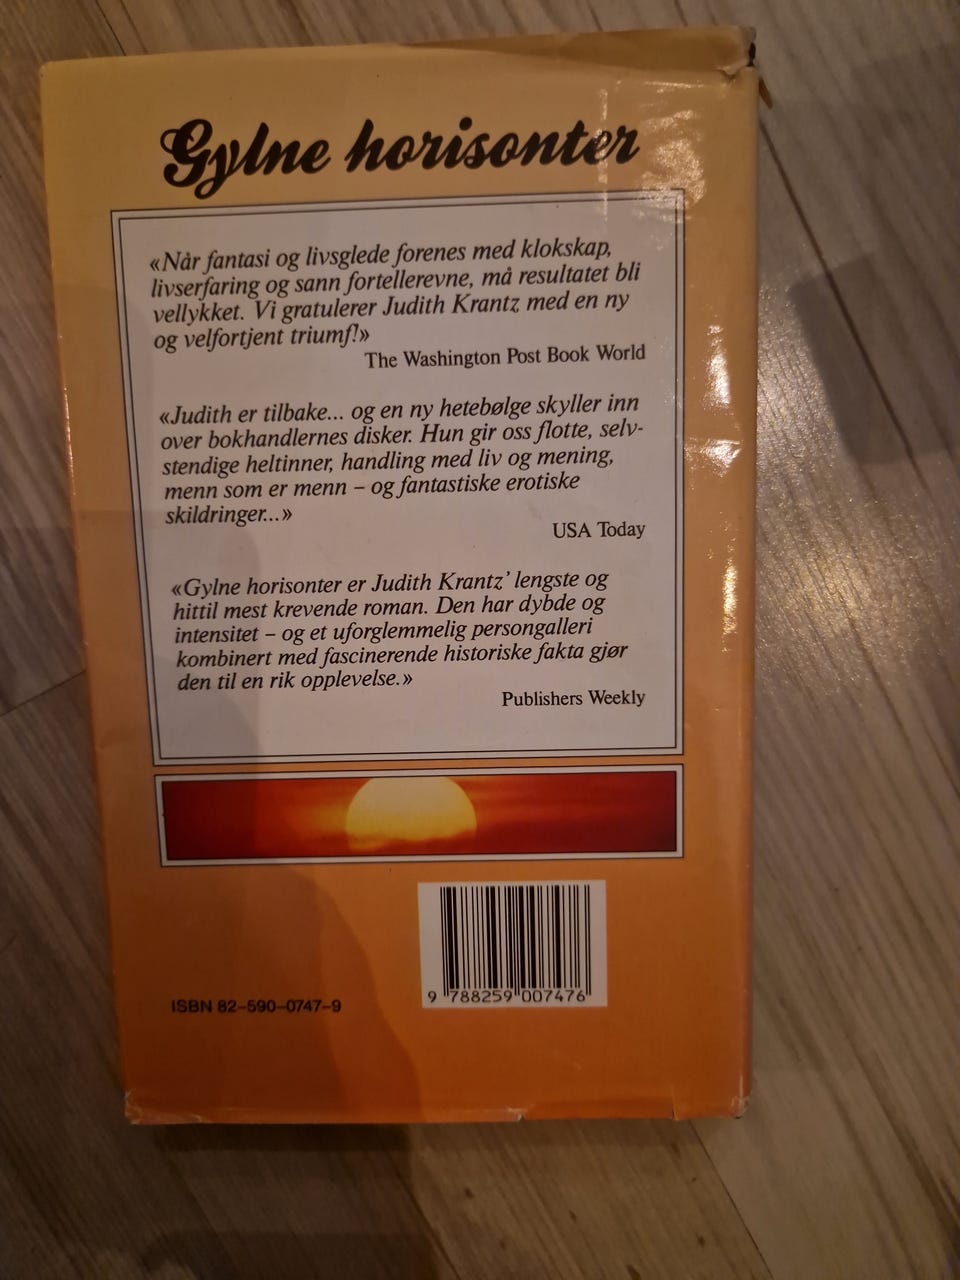 Gylne horisonter
«Når fantasi og livsglede forenes med klokskap,
livserfaring og sann fortellerevne, må resultatet bli
vellykket. Vi gratulerer Judith Krantz med en ny
og velfortjent triumf!»
The Washington Post Book World
«Judith er tilbake... og en ny hetebølge skyller inn
over bokhandlernes disker. Hun gir oss flotte, selv-
stendige heltinner, handling med liv og mening,
menn som er menn – og fantastiske erotiske
skildringer...»
USA Today
«Gylne horisonter er Judith Krantz’ lengste og
hittil mest krevende roman. Den har dybde og
intensitet – og et uforglemmelig persongalleri
kombinert med fascinerende historiske fakta gjør
den til en rik opplevelse.»
Publishers Weekly
ISBN 82–590–0747–9
9 788259 007476